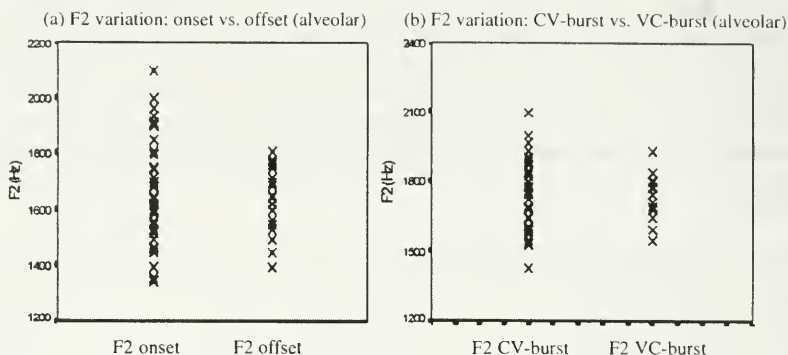 (a) F2 variation: onset vs. offset (alveolar)
(b) F2 variation: CV-burst vs. VC-burst (alveolar)
2200
2000
1800
1600
1400
1200
F2 (Hz)
F2 onset
F2 offset
2400
2100
1800
1500
1200
F2 (Hz)
F2 CV-burst
F2 VC-burst